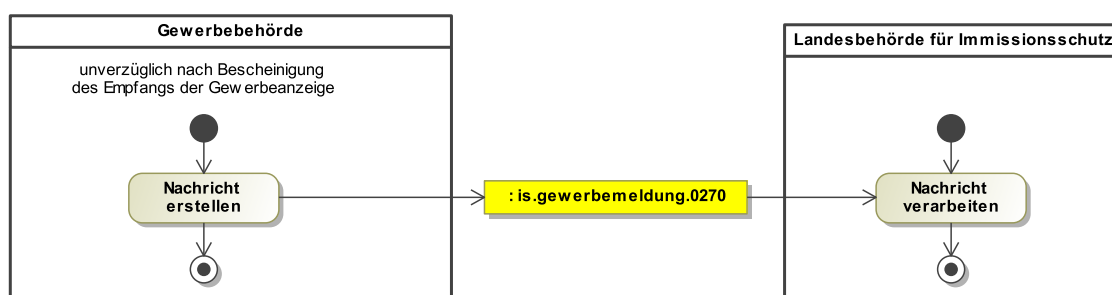 Gewerbebehörde
unverzüglich nach Bescheinigung
des Empfangs der Gewerbeanzeige
Nachricht
erstellen
: is.gewerbemeldung.0270
Landesbehörde für Immissionsschutz
Nachricht
verarbeiten